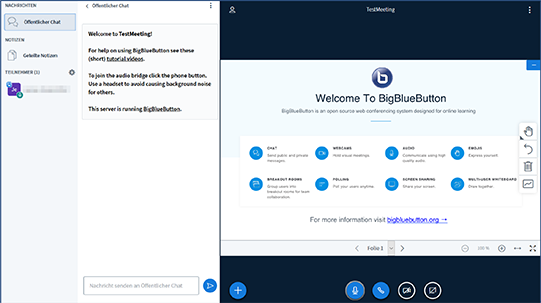 NACHRICHTEN
Öffentlicher Chat
NOTIZEN
Geteilte Notizen
TEILNEHMER (1)
Je
Öffentlicher Chat
Welcome to TestMeeting!
For help on using BigBlueButton see these
(short) tutorial videos.
To join the audio bridge click the phone button.
Use a headset to avoid causing background noise
for others.
This server is running BigBlueButton.
Nachricht senden an Öffentlicher Chat
TestMeeting
b
Welcome To BigBlueButton
BigBlueButton is an open source web conferencing system designed for online learning
CHAT
Send public and private
messages.
WEBCAMS
Hold visual meetings.
AUDIO
Communicate using high
quality audio.
EMOJIS
Express yourself.
BREAKOUT ROOMS
Group users into
breakout rooms for team
collaboration.
POLLING
Poll your users anytime.
SCREEN SHARING
Share your screen.
MULTI-USER WHITEBOARD
Draw together.
For more information visit bigbluebutton.org →
Folie 1
100 %